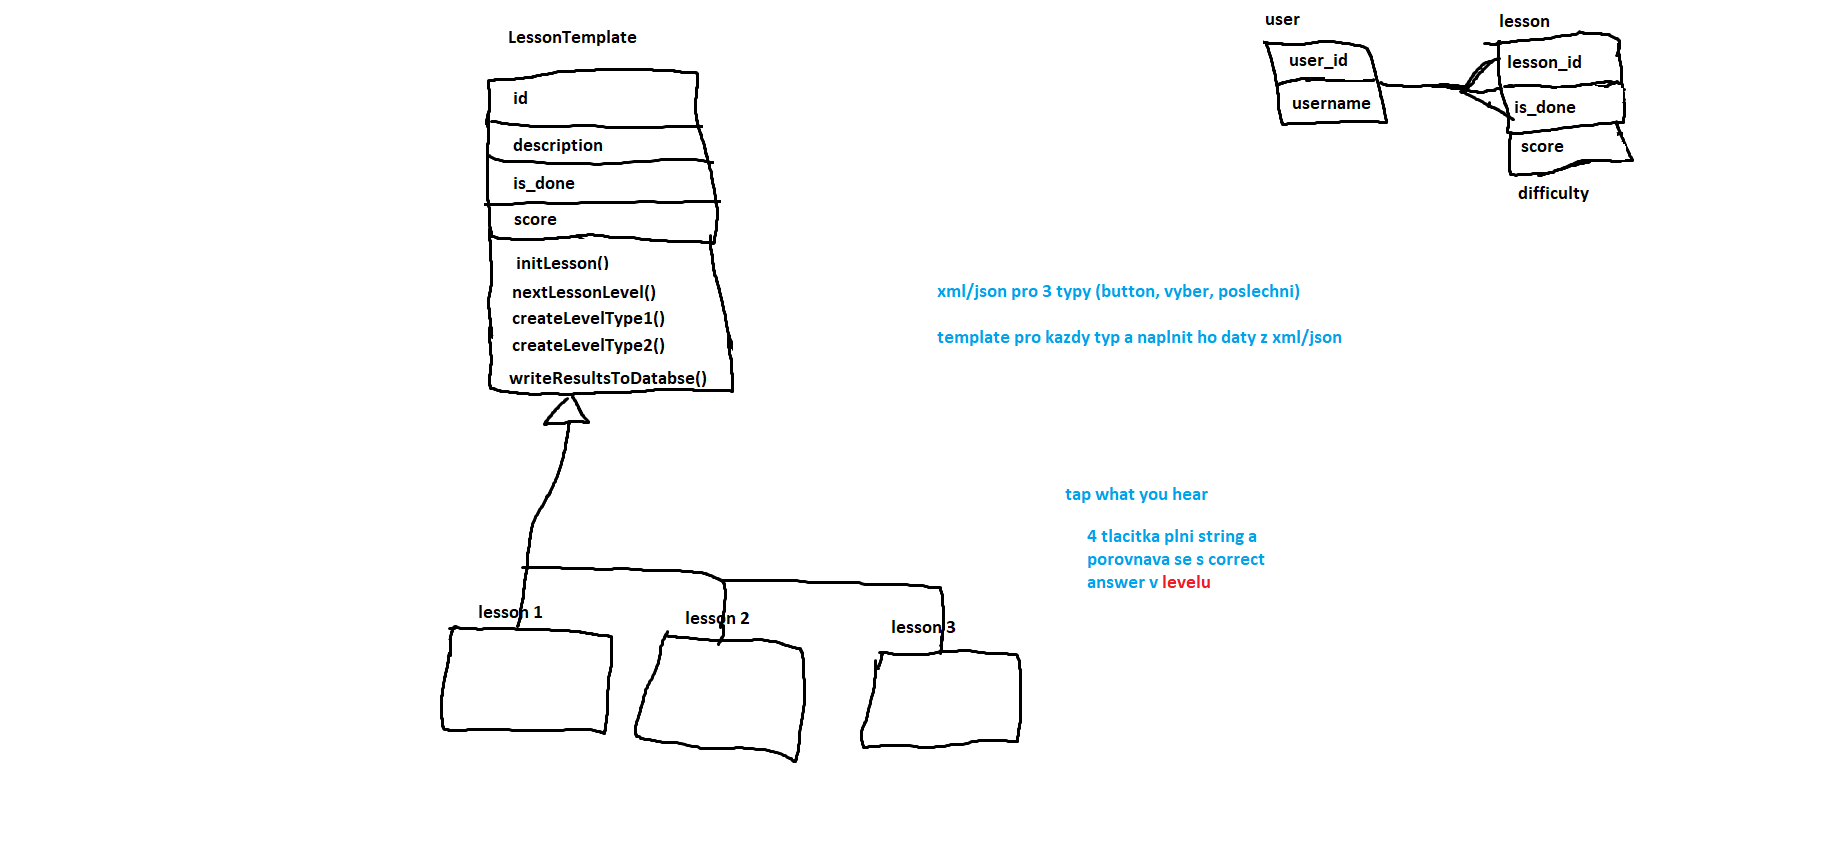 LessonTemplate
id
description
is_done
score
initLesson()
nextLessonLevel()
createLevelType1()
createLevelType2()
writeResultsToDatabse()
lesson 1
lesson 2
lesson 3
user
user_id
username
lesson
lesson_id
is_done
score
difficulty
xml/json pro 3 typy (button, vyber, poslechni)
template pro kazdy typ a naplnit ho daty z xml/json
tap what you hear
4 tlacitka plni string a
porovnava se s correct
answer v levelu